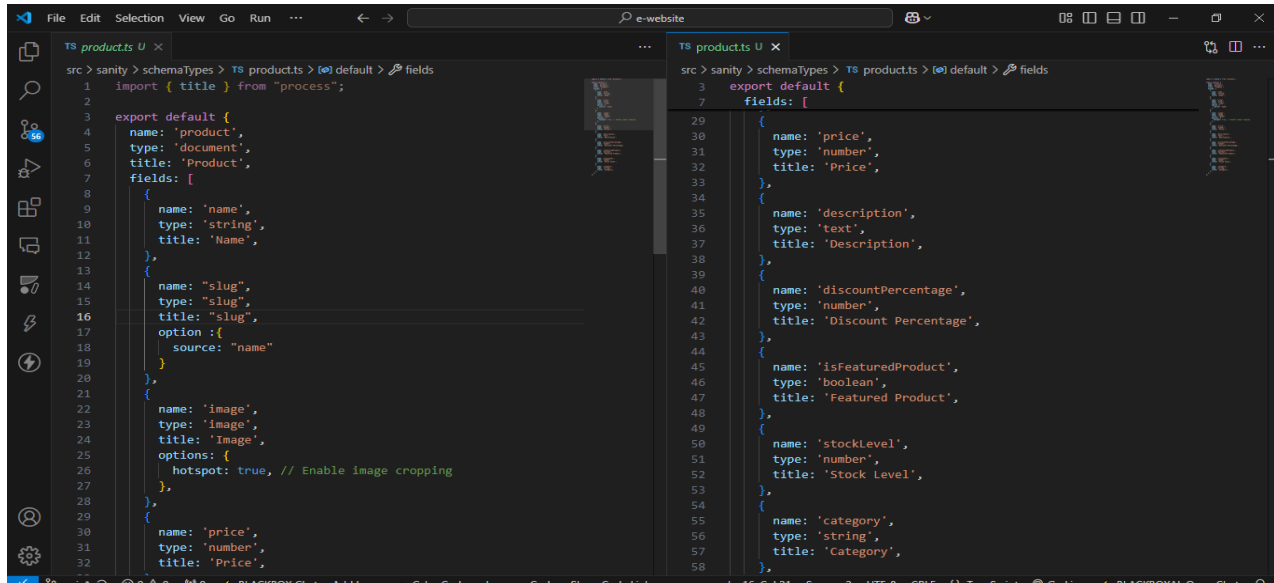 File Edit Selection View Go Run ··· ← → e-website
TS product.ts U ×
src > sanity > schemaTypes > TS product.ts > default > fields
1 import { title } from "process";
2
3 export default {
4 name: 'product',
5 type: 'document',
6 title: 'Product',
7 fields: [
8 {
9 name: 'name',
10 type: 'string',
11 title: 'Name',
12 },
13 {
14 name: "slug",
15 type: "slug",
16 title: "slug",
17 option :{
18 source: "name"
19 }
20 },
21 {
22 name: 'image',
23 type: 'image',
24 title: 'Image',
25 options: {
26 hotspot: true, // Enable image cropping
27 },
28 },
29 {
30 name: 'price',
31 type: 'number',
32 title: 'Price',
TS product.ts U ×
src > sanity > schemaTypes > TS product.ts > default > fields
3 export default {
7 fields: [
29 {
30 name: 'price',
31 type: 'number',
32 title: 'Price',
33 },
34 {
35 name: 'description',
36 type: 'text',
37 title: 'Description',
38 },
39 {
40 name: 'discountPercentage',
41 type: 'number',
42 title: 'Discount Percentage',
43 },
44 {
45 name: 'isFeaturedProduct',
46 type: 'boolean',
47 title: 'Featured Product',
48 },
49 {
50 name: 'stockLevel',
51 type: 'number',
52 title: 'Stock Level',
53 },
54 {
55 name: 'category',
56 type: 'string',
57 title: 'Category',
58 },
56